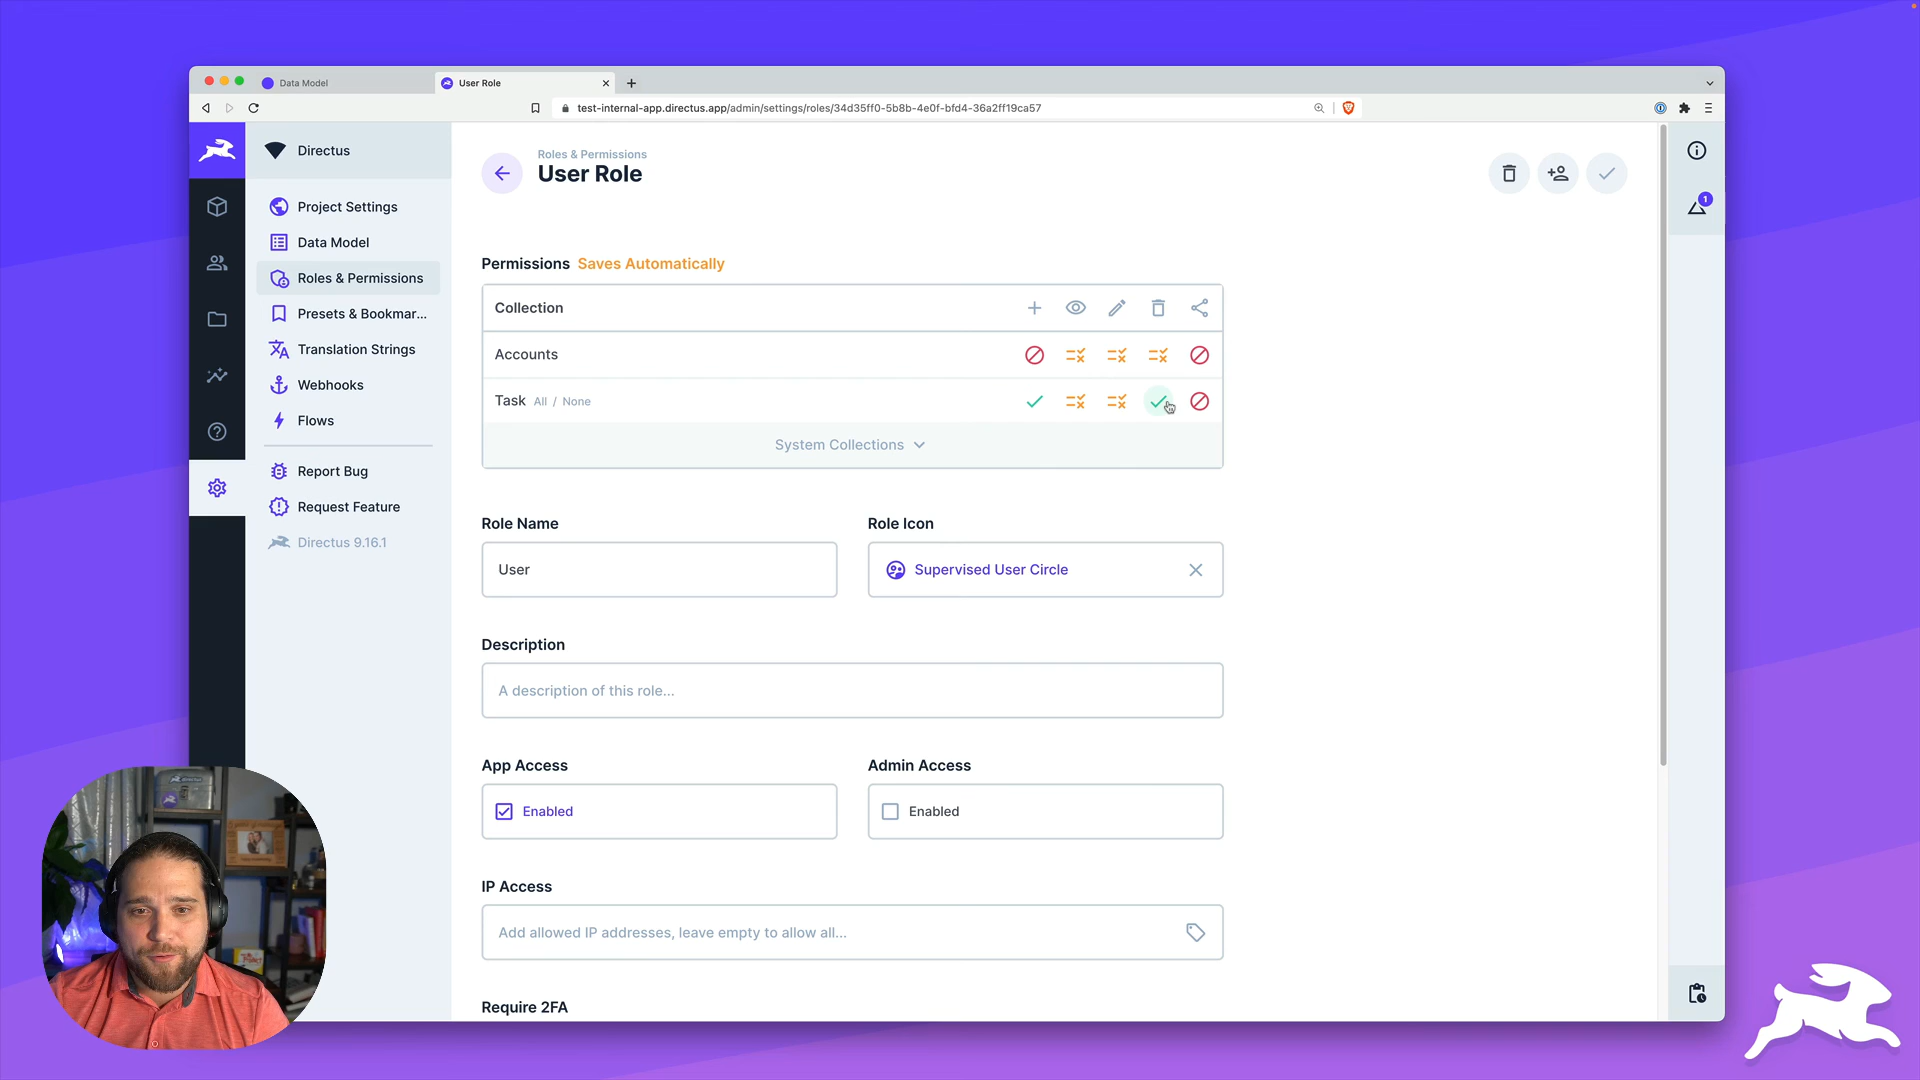 Data Model
User Role
test-internal-app.directus.app/admin/settings/roles/34d35ff0-5b8b-4e0f-bfd4-36a2ff19ca57
Directus
Project Settings
Data Model
Roles & Permissions
Presets & Bookmar...
Translation Strings
Webhooks
Flows
Report Bug
Request Feature
Directus 9.16.1
Roles & Permissions
User Role
1
Permissions Saves Automatically
Collection
Accounts
Task All / None
System Collections
Role Name
User
Role Icon
Supervised User Circle
Description
A description of this role...
App Access
Enabled
Admin Access
Enabled
IP Access
Add allowed IP addresses, leave empty to allow all...
Require 2FA